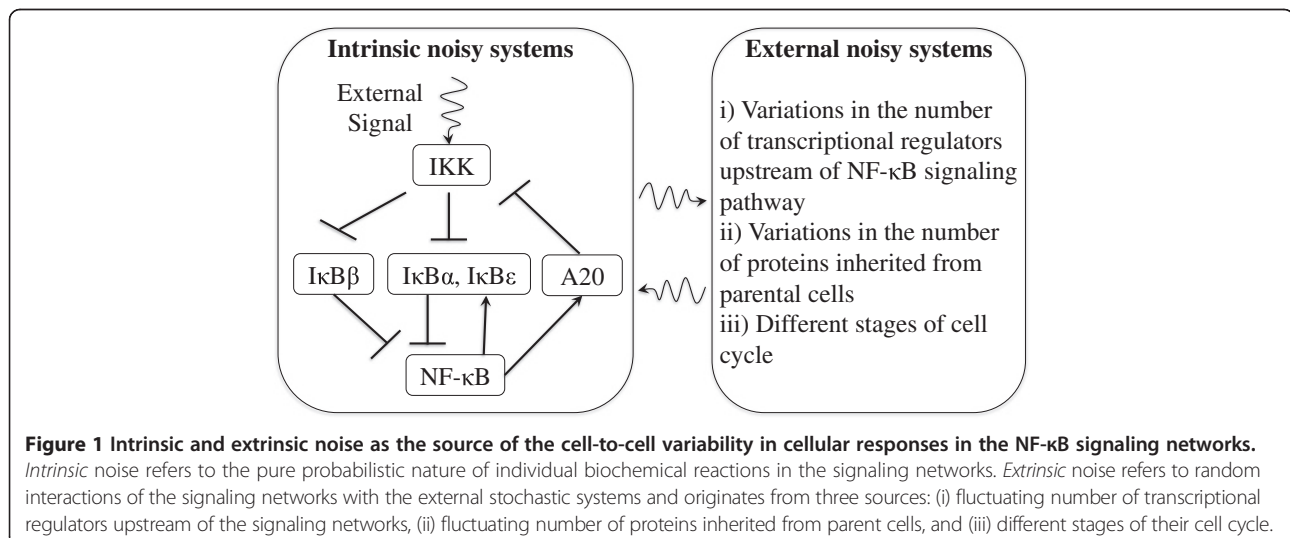 Intrinsic noisy systems
External
Signal
IKK
IκBβ
IκBα, IκBε
A20
NF-κB
External noisy systems
i) Variations in the number
of transcriptional regulators
upstream of NF-κB signaling
pathway
ii) Variations in the number
of proteins inherited from
parental cells
iii) Different stages of cell
cycle
Figure 1 Intrinsic and extrinsic noise as the source of the cell-to-cell variability in cellular responses in the NF-κB signaling networks.
Intrinsic noise refers to the pure probabilistic nature of individual biochemical reactions in the signaling networks. Extrinsic noise refers to random
interactions of the signaling networks with the external stochastic systems and originates from three sources: (i) fluctuating number of transcriptional
regulators upstream of the signaling networks, (ii) fluctuating number of proteins inherited from parent cells, and (iii) different stages of their cell cycle.